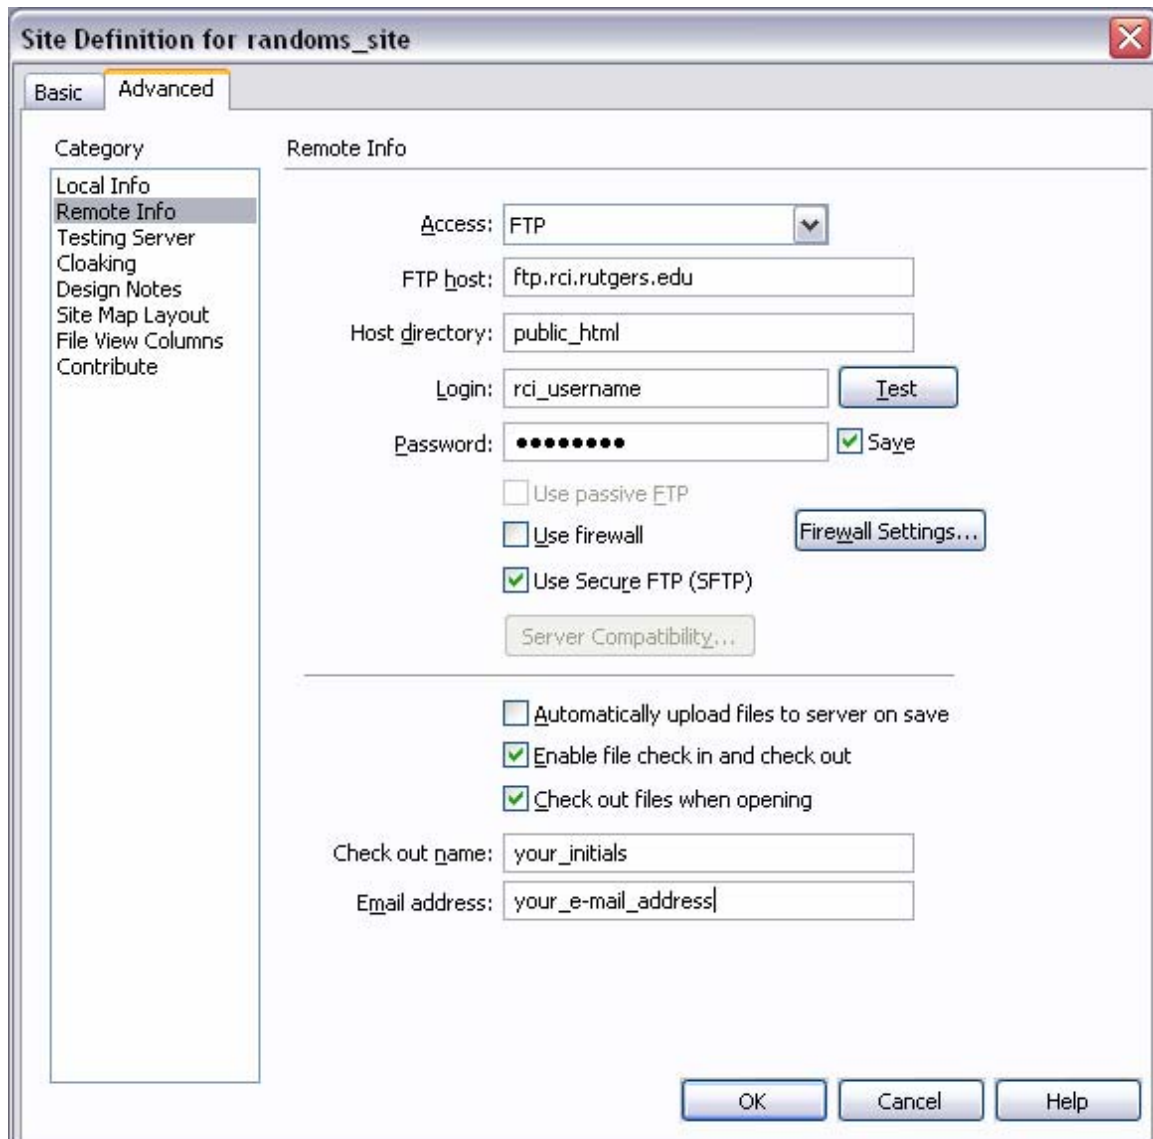 Site Definition for randoms_site
Basic
Advanced
Category
Local Info
Remote Info
Testing Server
Cloaking
Design Notes
Site Map Layout
File View Columns
Contribute
Remote Info
Access: FTP
FTP host: ftp.rci.rutgers.edu
Host directory: public_html
Login: rci_username Test
Password: •••••••• Save
Use passive FTP
Use firewall Firewall Settings...
Use Secure FTP (SFTP)
Server Compatibility...
Automatically upload files to server on save
Enable file check in and check out
Check out files when opening
Check out name: your_initials
Email address: your_e-mail_address
OK Cancel Help